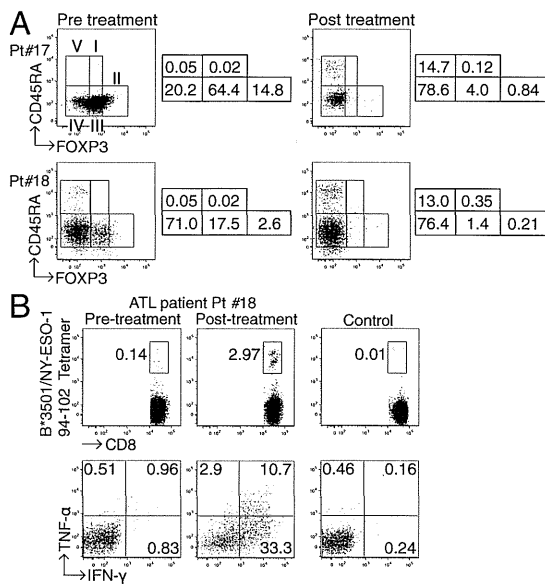 A Pre treatment Post treatment
Pt#17
V I
II
IV III
CD45RA
FOXP3
0.05 0.02
20.2 64.4 14.8
14.7 0.12
78.6 4.0 0.84
Pt#18
CD45RA
FOXP3
0.05 0.02
71.0 17.5 2.6
13.0 0.35
76.4 1.4 0.21
B ATL patient Pt #18
Pre-treatment Post-treatment Control
B*3501/NY-ESO-1
94-102 Tetramer
0.14 2.97 0.01
CD8
0.51 0.96 2.9 10.7 0.46 0.16
0.83 33.3 0.24
TNF-α
IFN-γ